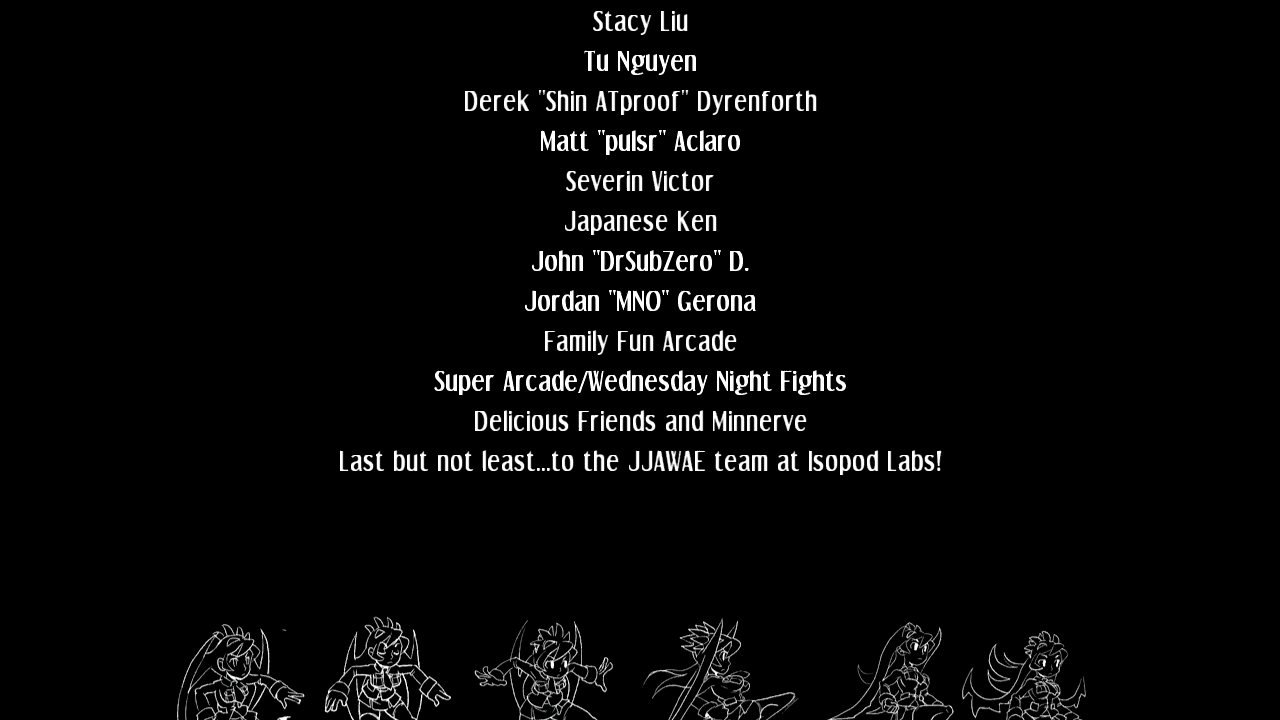 Stacy Liu
Tu Nguyen
Derek "Shin ATproof" Dyrenforth
Matt "pulsr" Aclaro
Severin Victor
Japanese Ken
John "DrSubZero" D.
Jordan "MNO" Gerona
Family Fun Arcade
Super Arcade/Wednesday Night Fights
Delicious Friends and Minnerve
Last but not least...to the JJAWAE team at Isopod Labs!